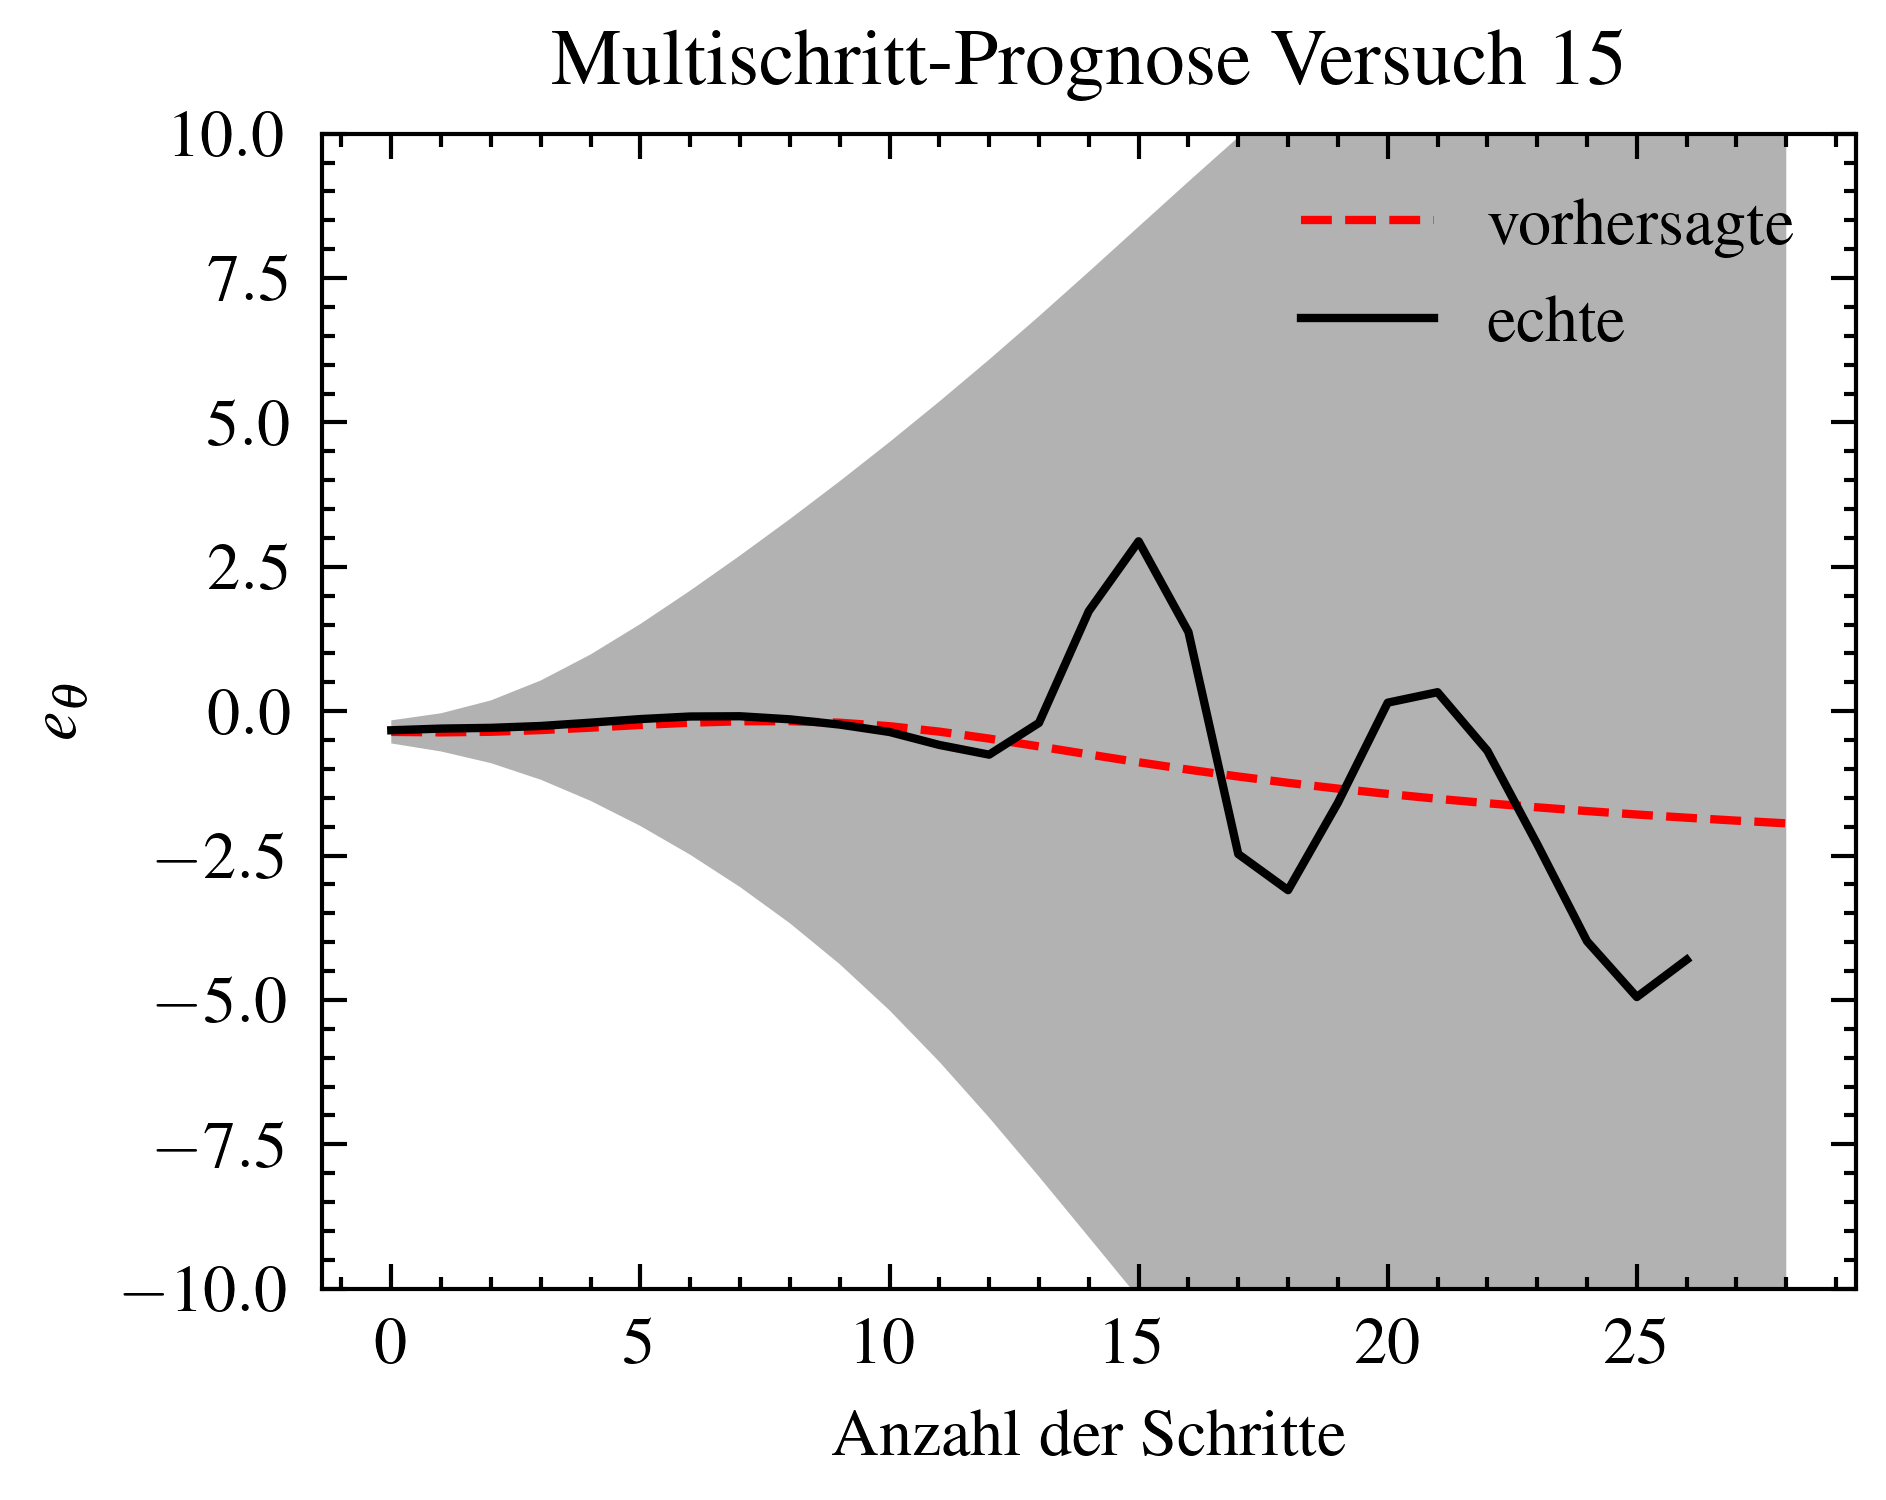 Multischritt-Prognose Versuch 15
10.0
7.5
5.0
2.5
0.0
−2.5
−5.0
−7.5
−10.0
e_θ
vorhersagte
echte
0 5 10 15 20 25
Anzahl der Schritte